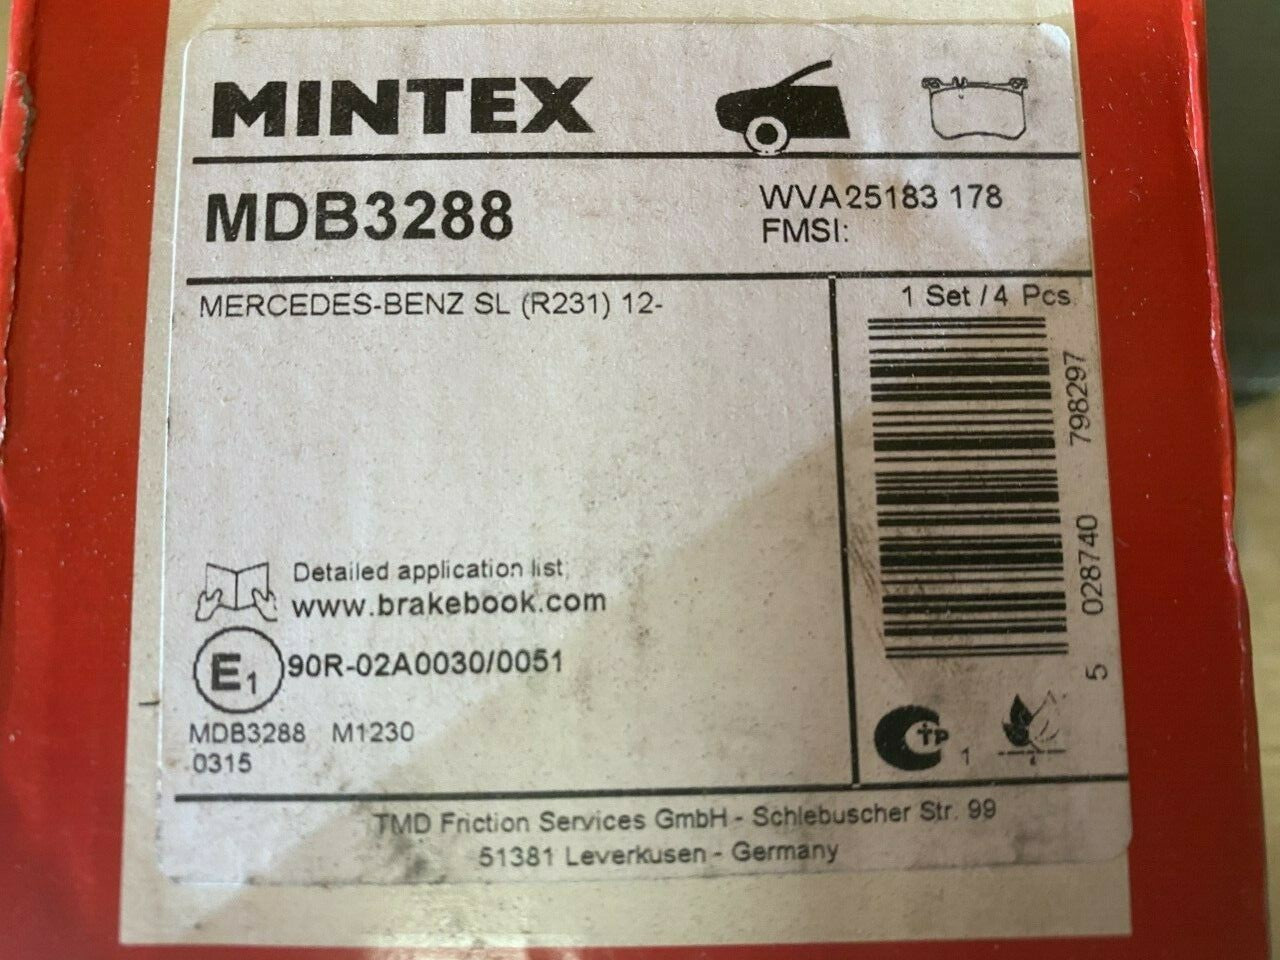 MINTEX
MDB3288
WVA25183 178
FMSI:
MERCEDES-BENZ SL (R231) 12-
1 Set / 4 Pcs.
5 028740 798297
Detailed application list:
www.brakebook.com
E1 90R-02A0030/0051
MDB3288 M1230
0315
CTP 1
4
TMD Friction Services GmbH - Schlebuscher Str. 99
51381 Leverkusen - Germany